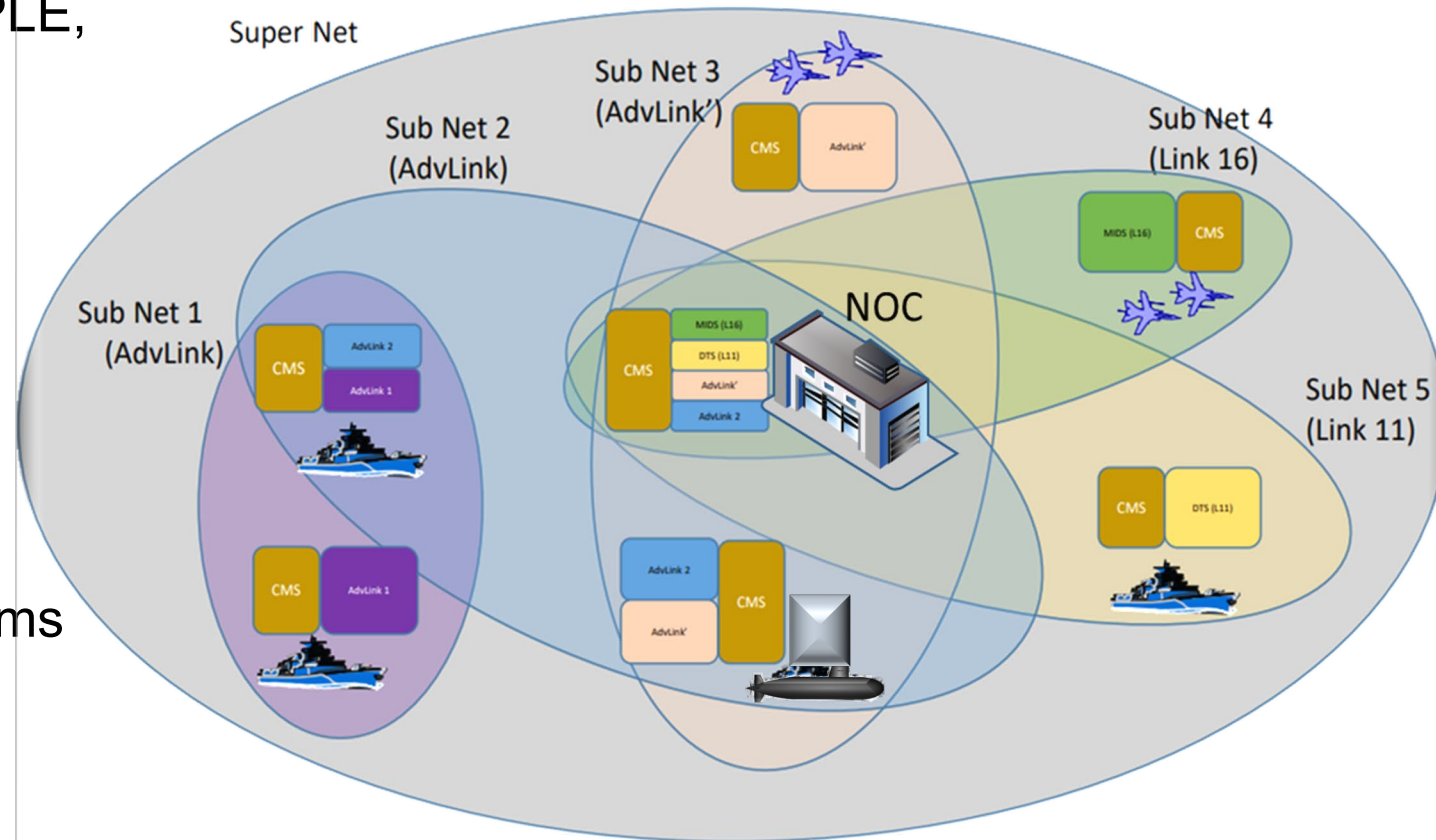 PLE,
Super Net
Sub Net 3
(AdvLink’)
Sub Net 2
(AdvLink)
Sub Net 4
(Link 16)
CMS
AdvLink'
MIDS (L16)
CMS
Sub Net 1
(AdvLink)
NOC
CMS
AdvLink 2
AdvLink 1
CMS
MIDS (L16)
DTS (L11)
AdvLink'
AdvLink 2
Sub Net 5
(Link 11)
CMS
DTS (L11)
CMS
AdvLink 1
AdvLink 2
AdvLink'
CMS
ms